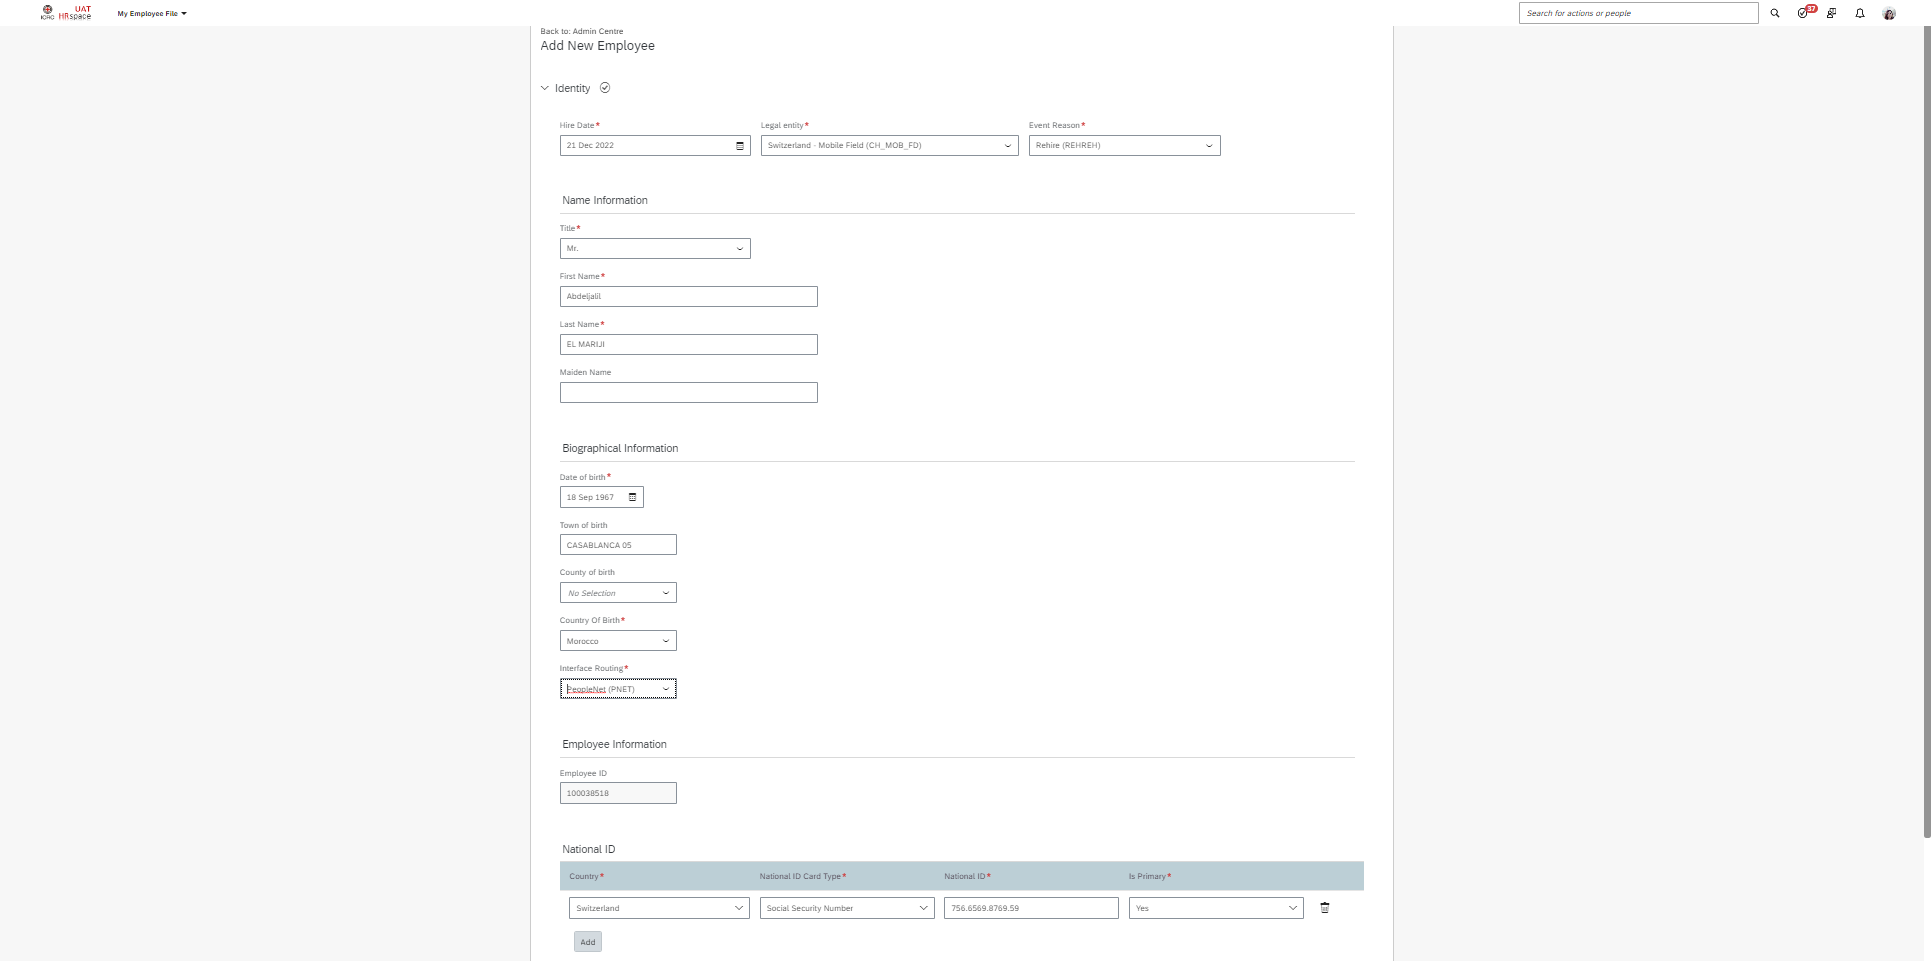 ICRC UAT HRspace My Employee File Search for actions or people 37
Back to: Admin Centre
Add New Employee
Identity
Hire Date* Legal entity* Event Reason*
21 Dec 2022 Switzerland - Mobile Field (CH_MOB_FD) Rehire (REHREH)
Name Information
Title*
Mr.
First Name*
Abdeljalil
Last Name*
EL MARIJI
Maiden Name
Biographical Information
Date of birth*
18 Sep 1967
Town of birth
CASABLANCA 05
County of birth
No Selection
Country Of Birth*
Morocco
Interface Routing*
PeopleNet (PNET)
Employee Information
Employee ID
100038518
National ID
Country* National ID Card Type* National ID* Is Primary*
Switzerland Social Security Number 756.6569.8769.59 Yes
Add